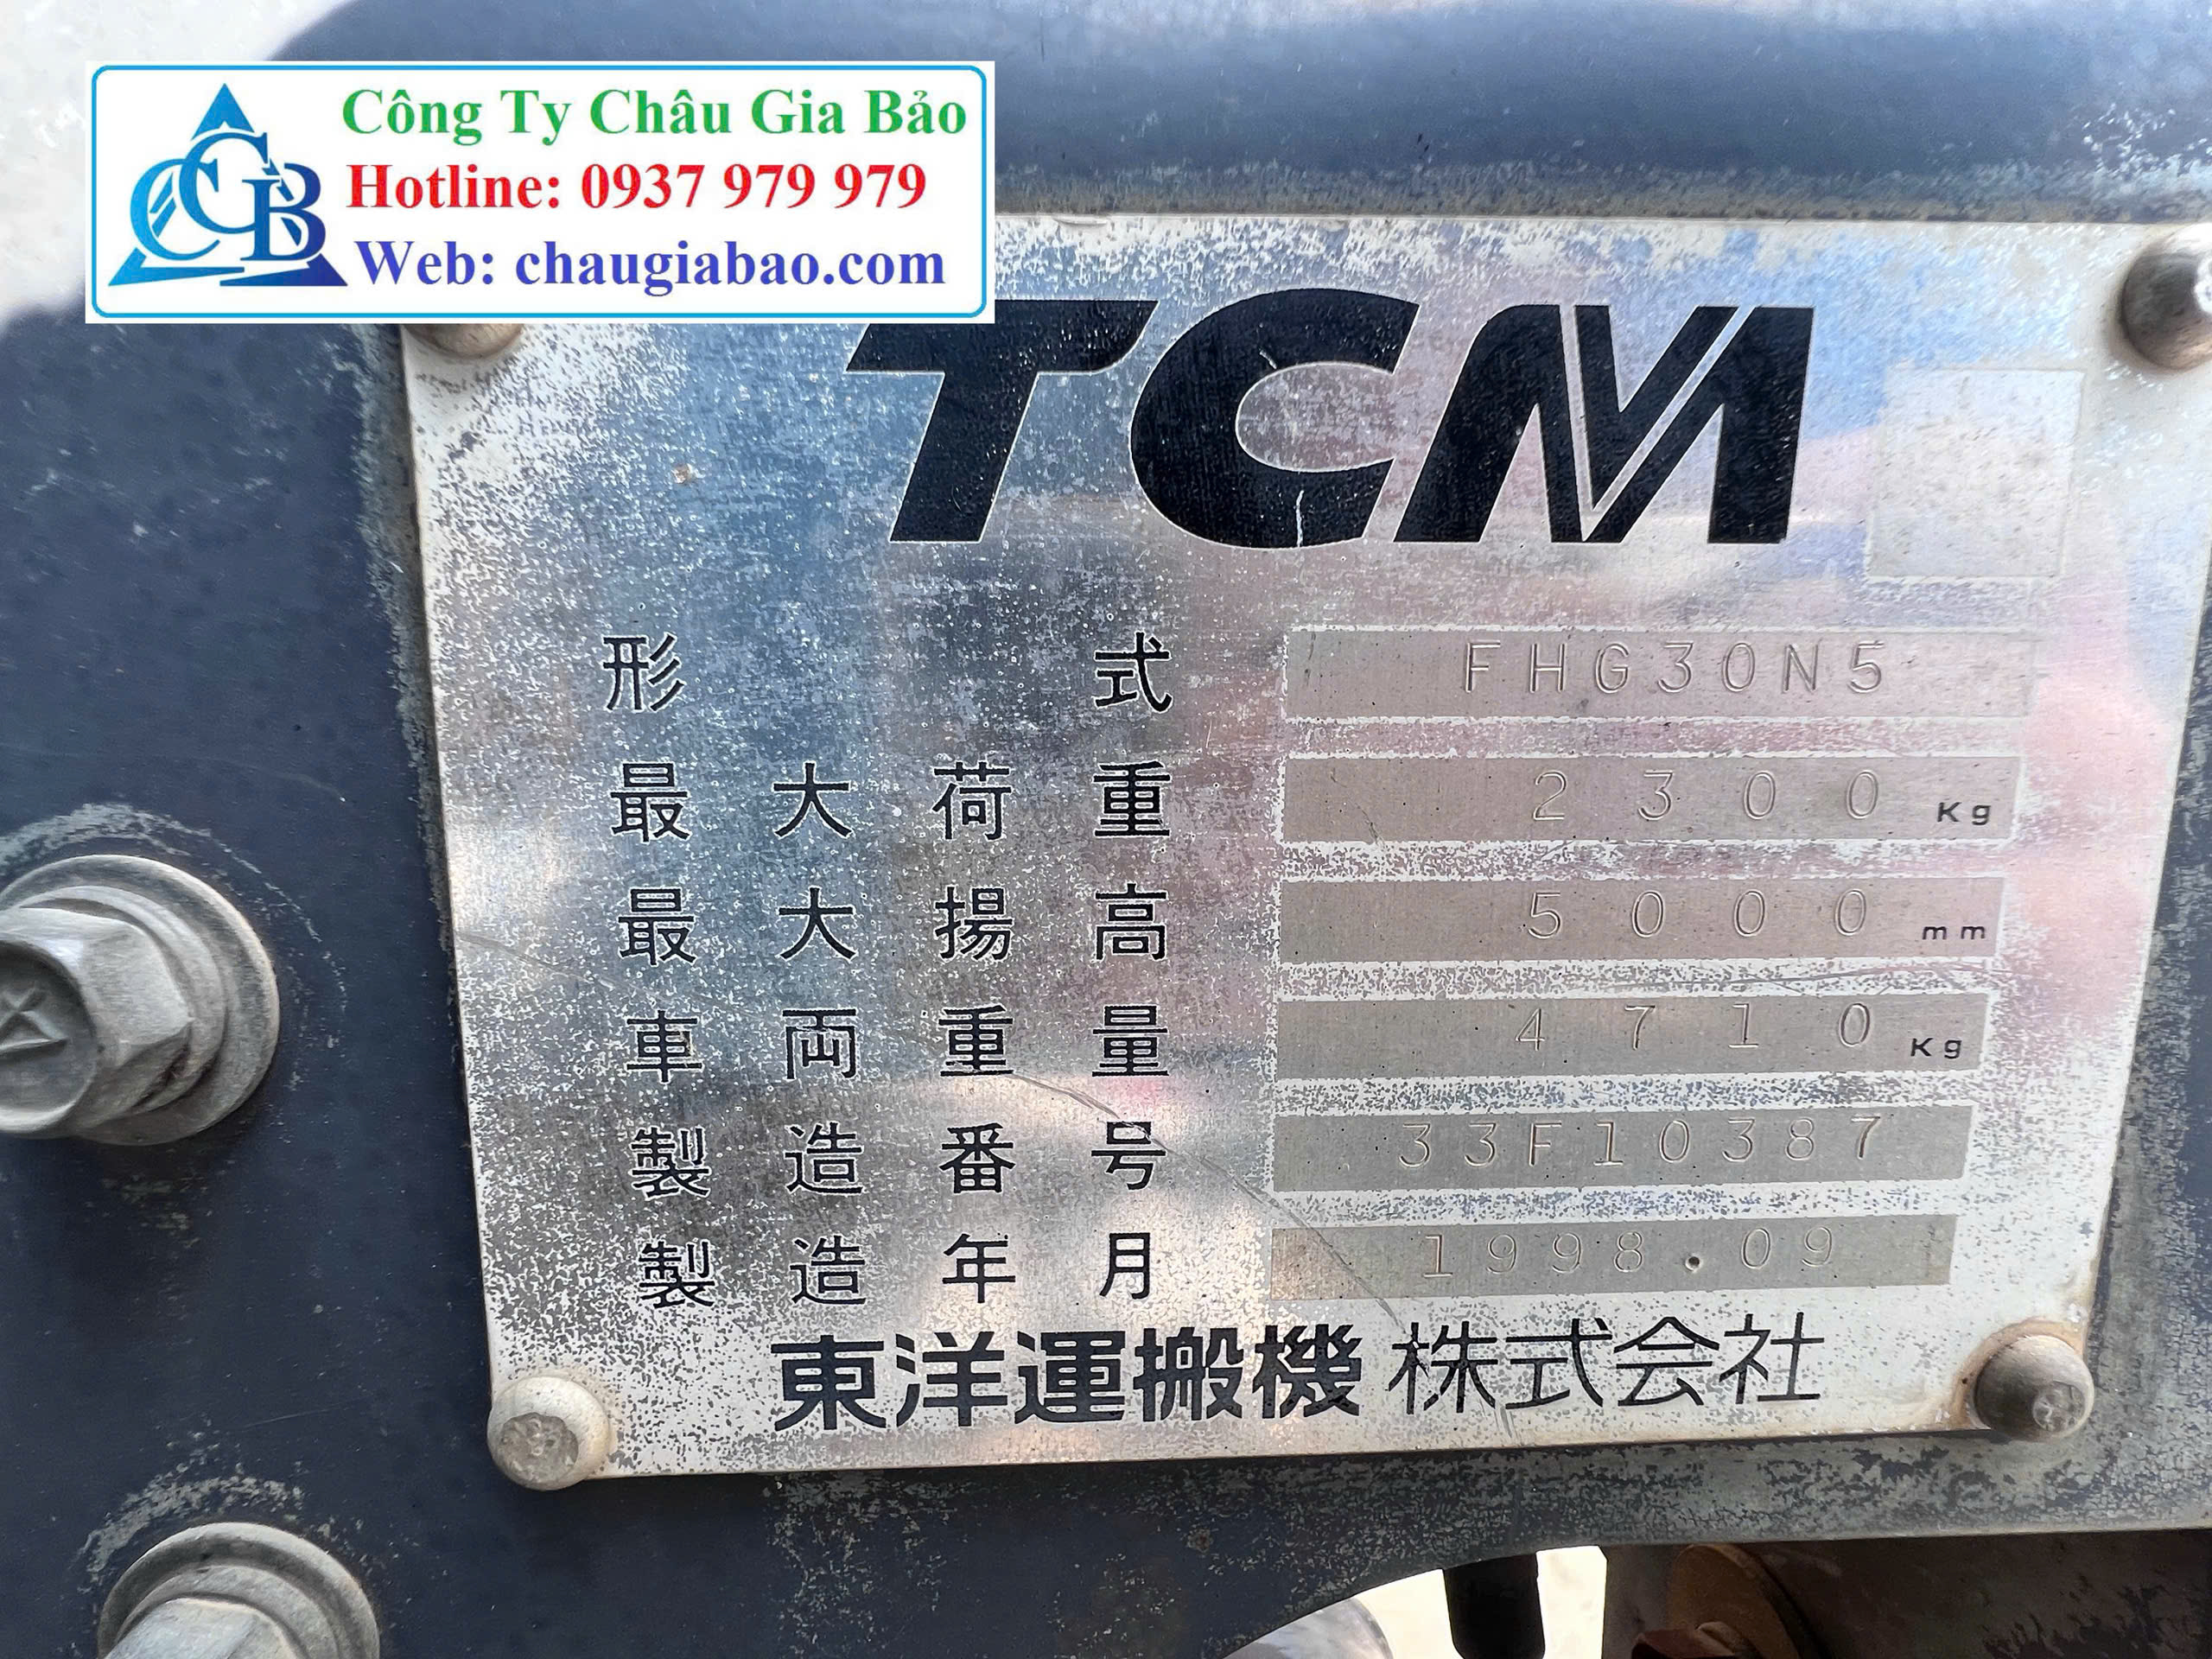 Công Ty Châu Gia Bảo
Hotline: 0937 979 979
Web: chaugiabao.com
CGB
TCM
形式 FHG30N5
最大荷重 2300 Kg
最大揚高 5000 mm
車両重量 4710 Kg
製造番号 33F10387
製造年月 1998.09
東洋運搬機株式会社